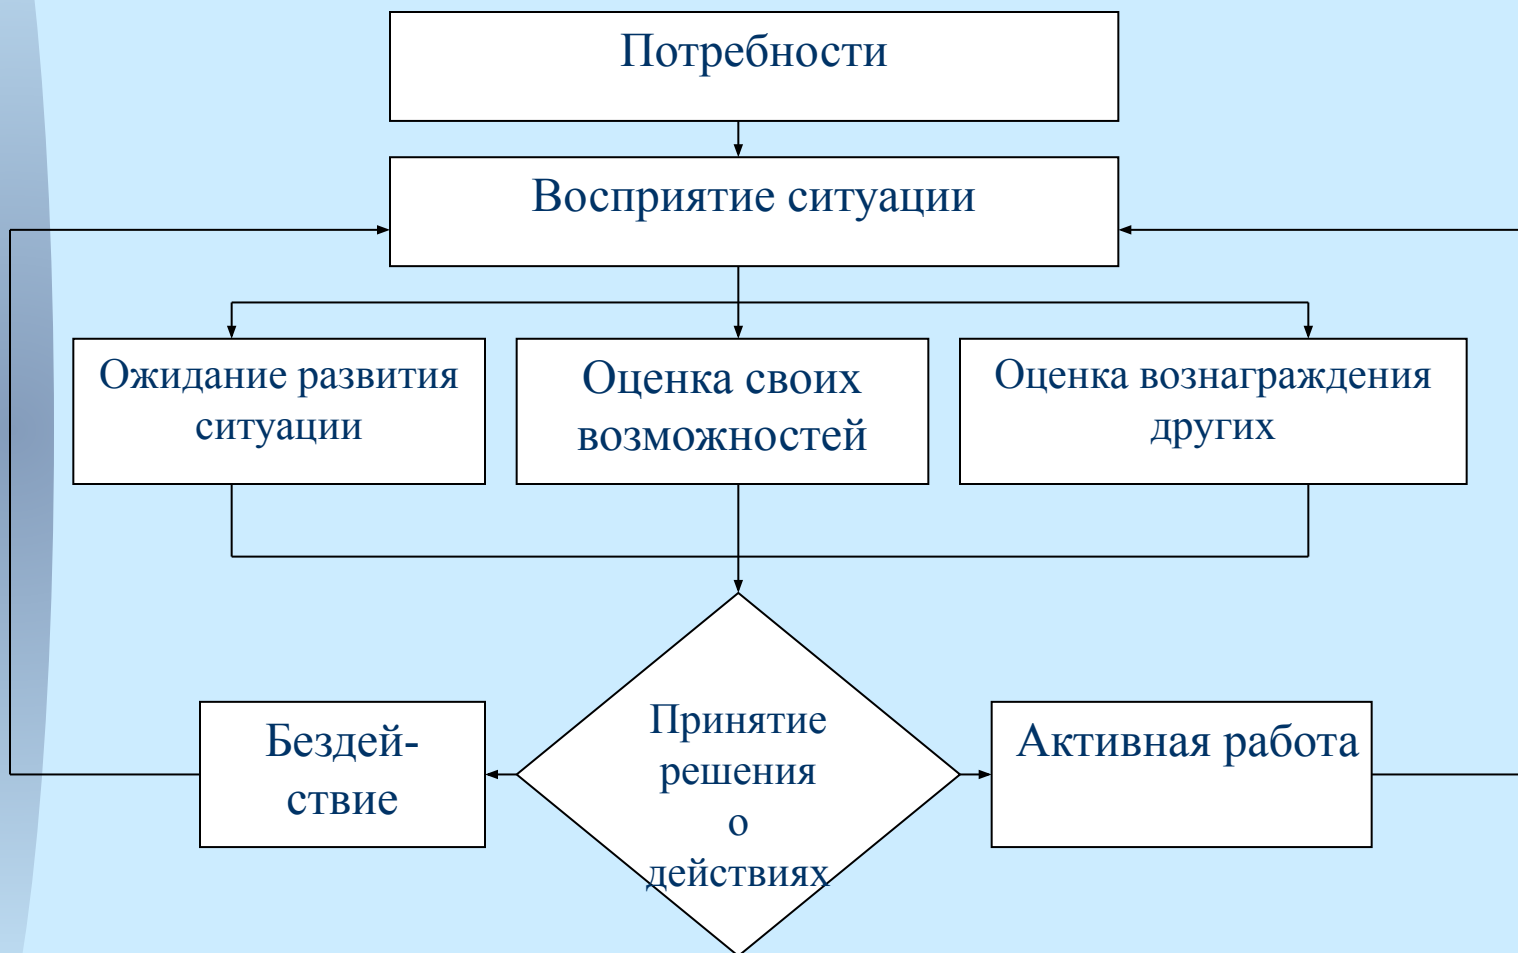 Потребности
Восприятие ситуации
Ожидание развития
ситуации
Оценка своих
возможностей
Оценка вознаграждения
других
Бездей-
ствие
Принятие
решения
о
действиях
Активная работа